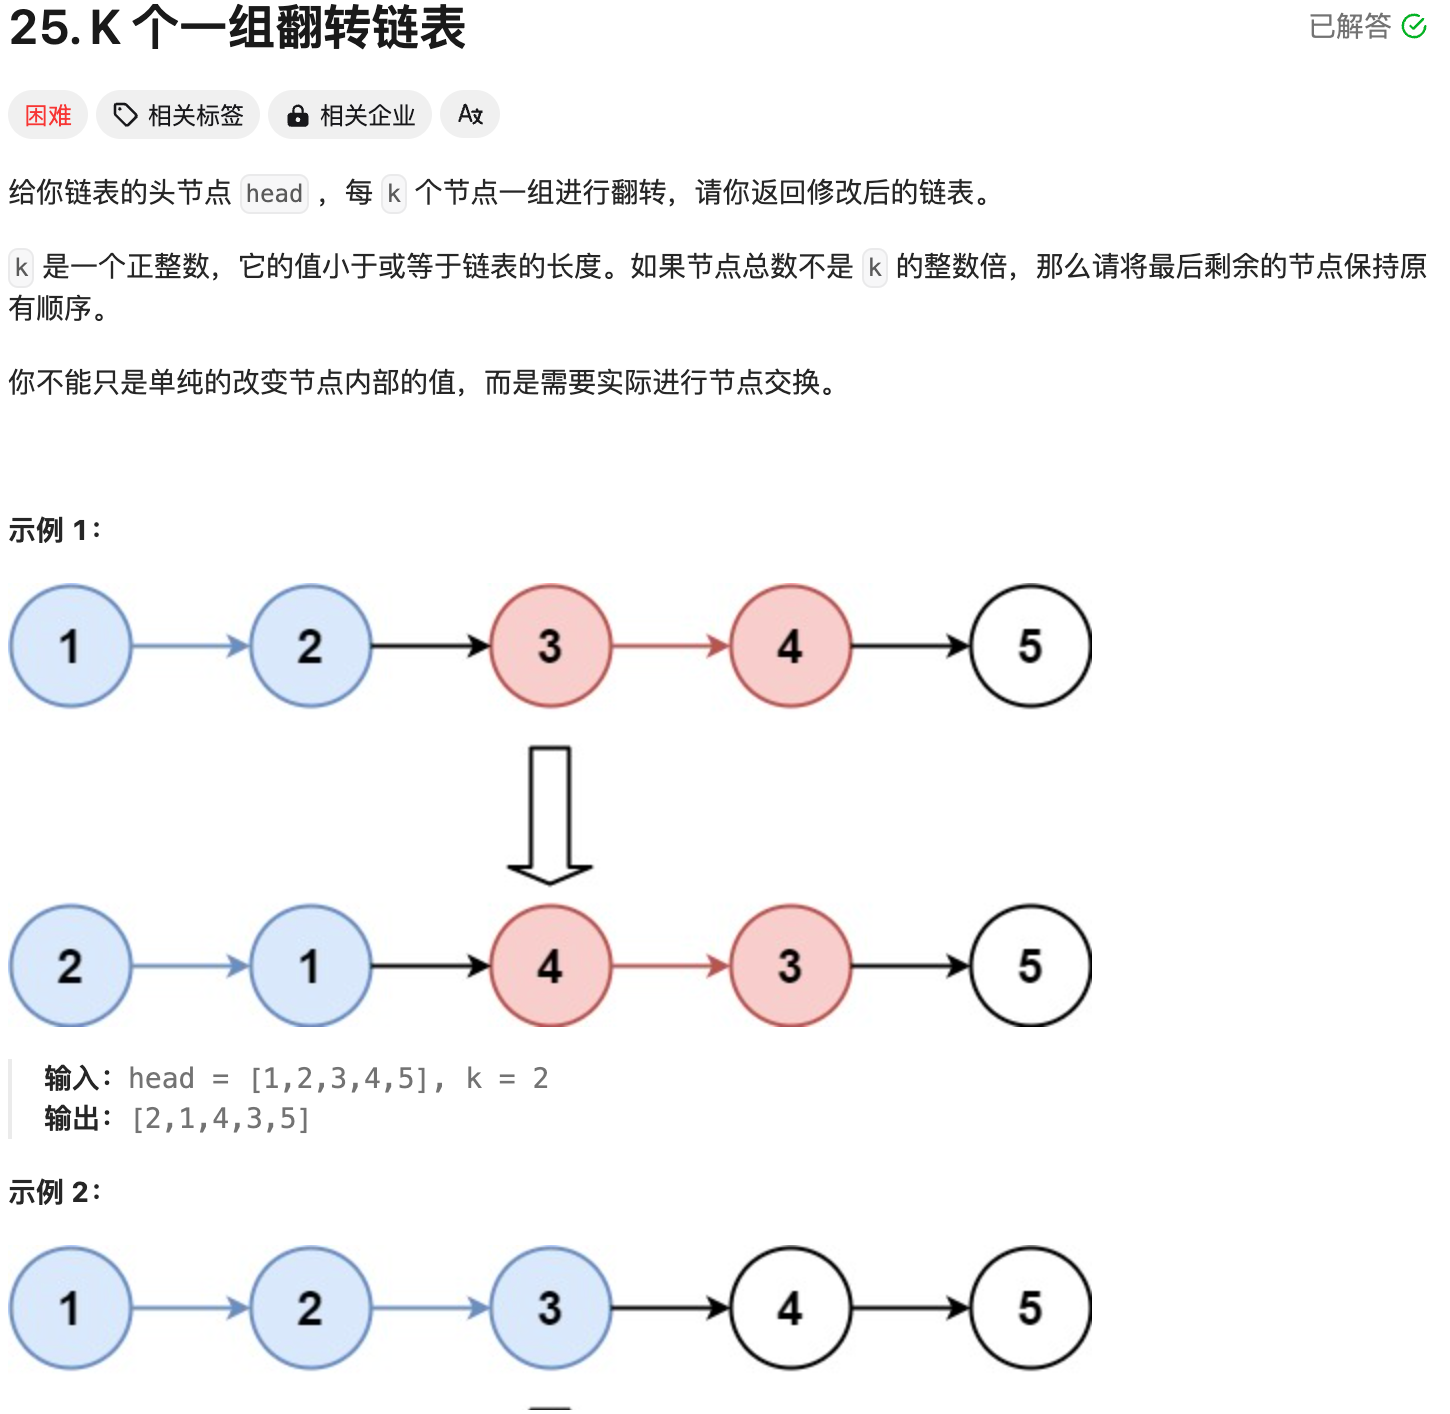 25. K 个一组翻转链表
已解答
困难 相关标签 相关企业 A文
给你链表的头节点 head ，每 k 个节点一组进行翻转，请你返回修改后的链表。
k 是一个正整数，它的值小于或等于链表的长度。如果节点总数不是 k 的整数倍，那么请将最后剩余的节点保持原
有顺序。
你不能只是单纯的改变节点内部的值，而是需要实际进行节点交换。
示例 1：
1 2 3 4 5
2 1 4 3 5
输入：head = [1,2,3,4,5], k = 2
输出：[2,1,4,3,5]
示例 2：
1 2 3 4 5